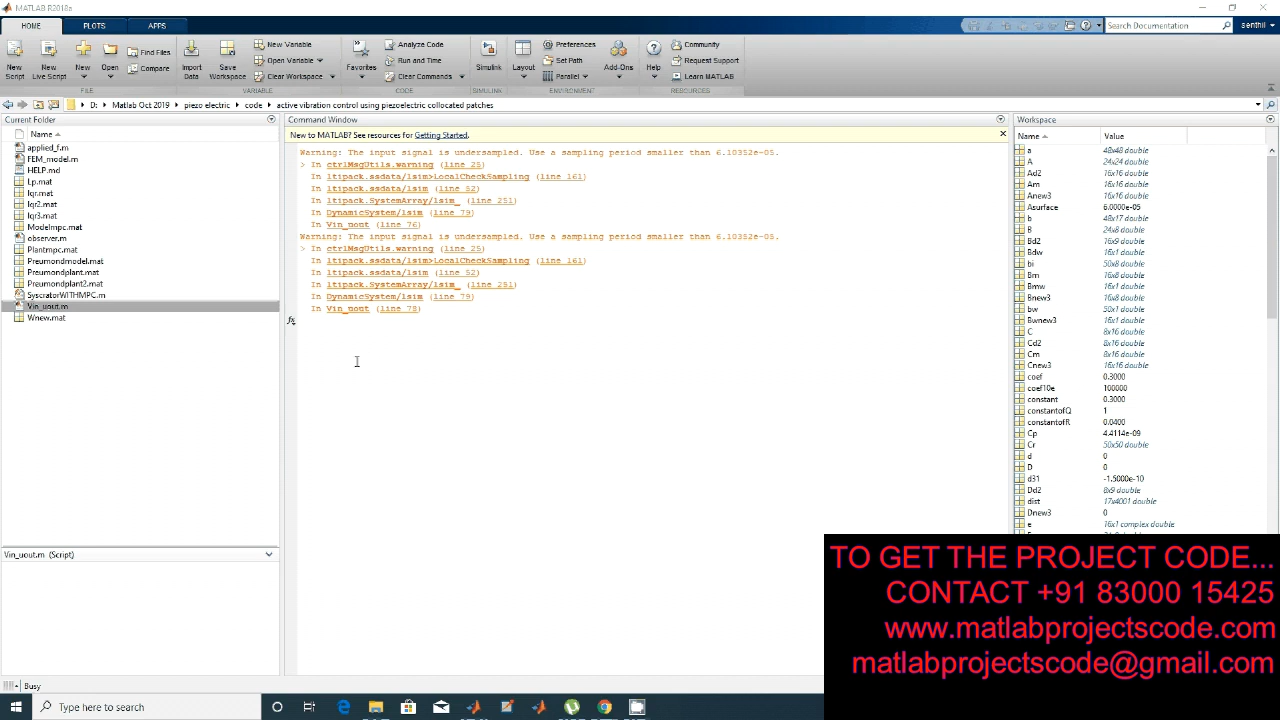 MATLAB R2018a
HOME PLOTS APPS
Search Documentation senthil
New Script New Live Script New Open Find Files Compare Import Data Save Workspace New Variable Open Variable Clear Workspace Favorites Analyze Code Run and Time Clear Commands Simulink Layout Preferences Set Path Parallel Add-Ons Help Community Request Support Learn MATLAB
FILE VARIABLE CODE SIMULINK ENVIRONMENT RESOURCES
D: Matlab Oct 2019 piezo electric code active vibration control using piezoelectric collocated patches
Current Folder
Name
applied_f.m
FEM_model.m
HELP.md
Lp.mat
lqr.mat
lqr2.mat
lqr3.mat
Modelmpc.mat
observer.m
Plantmpc.mat
Preumondmodel.mat
Preumondplant.mat
Preumondplant2.mat
SyscratorWITHMPC.m
Vin_uout.m
Wnew.mat
Vin_uout.m (Script)
Command Window
New to MATLAB? See resources for Getting Started.
Warning: The input signal is undersampled. Use a sampling period smaller than 6.10352e-05.
> In ctrlMsgUtils.warning (line 25)
In ltipack.ssdata/lsim>LocalCheckSampling (line 161)
In ltipack.ssdata/lsim (line 52)
In ltipack.SystemArray/lsim_ (line 251)
In DynamicSystem/lsim (line 79)
In Vin_uout (line 76)
Warning: The input signal is undersampled. Use a sampling period smaller than 6.10352e-05.
> In ctrlMsgUtils.warning (line 25)
In ltipack.ssdata/lsim>LocalCheckSampling (line 161)
In ltipack.ssdata/lsim (line 52)
In ltipack.SystemArray/lsim_ (line 251)
In DynamicSystem/lsim (line 79)
In Vin_uout (line 78)
fx
Workspace
Name Value
a 48x48 double
A 24x24 double
Ad2 16x16 double
Am 16x16 double
Anew3 16x16 double
Asurface 6.0000e-05
b 48x17 double
B 24x8 double
Bd2 16x9 double
Bdw 16x1 double
bi 50x8 double
Bm 16x8 double
Bmw 16x1 double
Bnew3 16x8 double
bw 50x1 double
Bwnew3 16x1 double
C 8x16 double
Cd2 8x16 double
Cm 8x16 double
Cnew3 16x16 double
coef 0.3000
coef10e 100000
constant 0.3000
constantofQ 1
constantofR 0.0400
Cp 4.4114e-09
Cr 50x50 double
d 0
D 0
d31 -1.5000e-10
Dd2 8x9 double
dist 17x4001 double
Dnew3 0
e 16x1 complex double
TO GET THE PROJECT CODE...
CONTACT +91 83000 15425
www.matlabprojectscode.com
matlabprojectscode@gmail.com
Busy
Type here to search